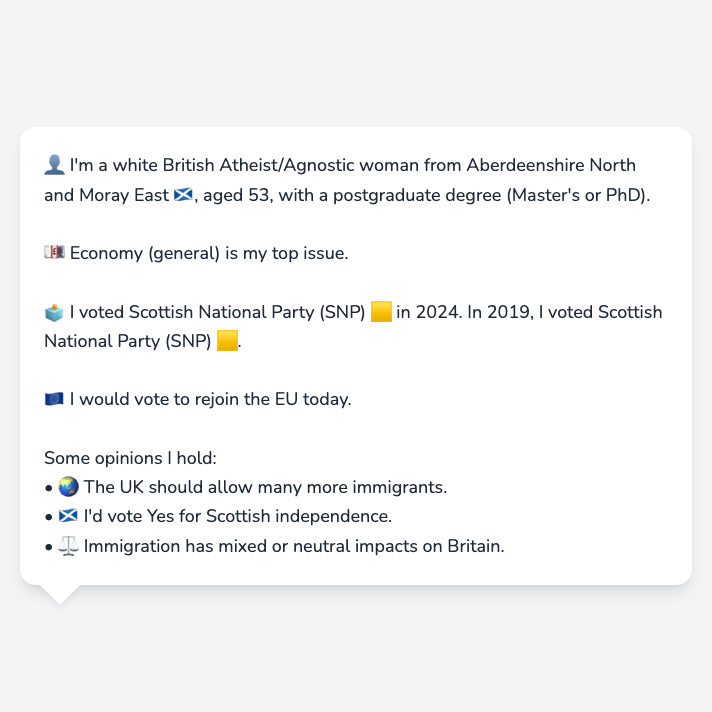 👤 I'm a white British Atheist/Agnostic woman from Aberdeenshire North
and Moray East 🏴󠁧󠁢󠁳󠁣󠁴󠁿, aged 53, with a postgraduate degree (Master's or PhD).
💷 Economy (general) is my top issue.
🗳️ I voted Scottish National Party (SNP) 🟨 in 2024. In 2019, I voted Scottish
National Party (SNP) 🟨.
🇪🇺 I would vote to rejoin the EU today.
Some opinions I hold:
• 🌏 The UK should allow many more immigrants.
• 🏴󠁧󠁢󠁳󠁣󠁴󠁿 I'd vote Yes for Scottish independence.
• ⚖️ Immigration has mixed or neutral impacts on Britain.